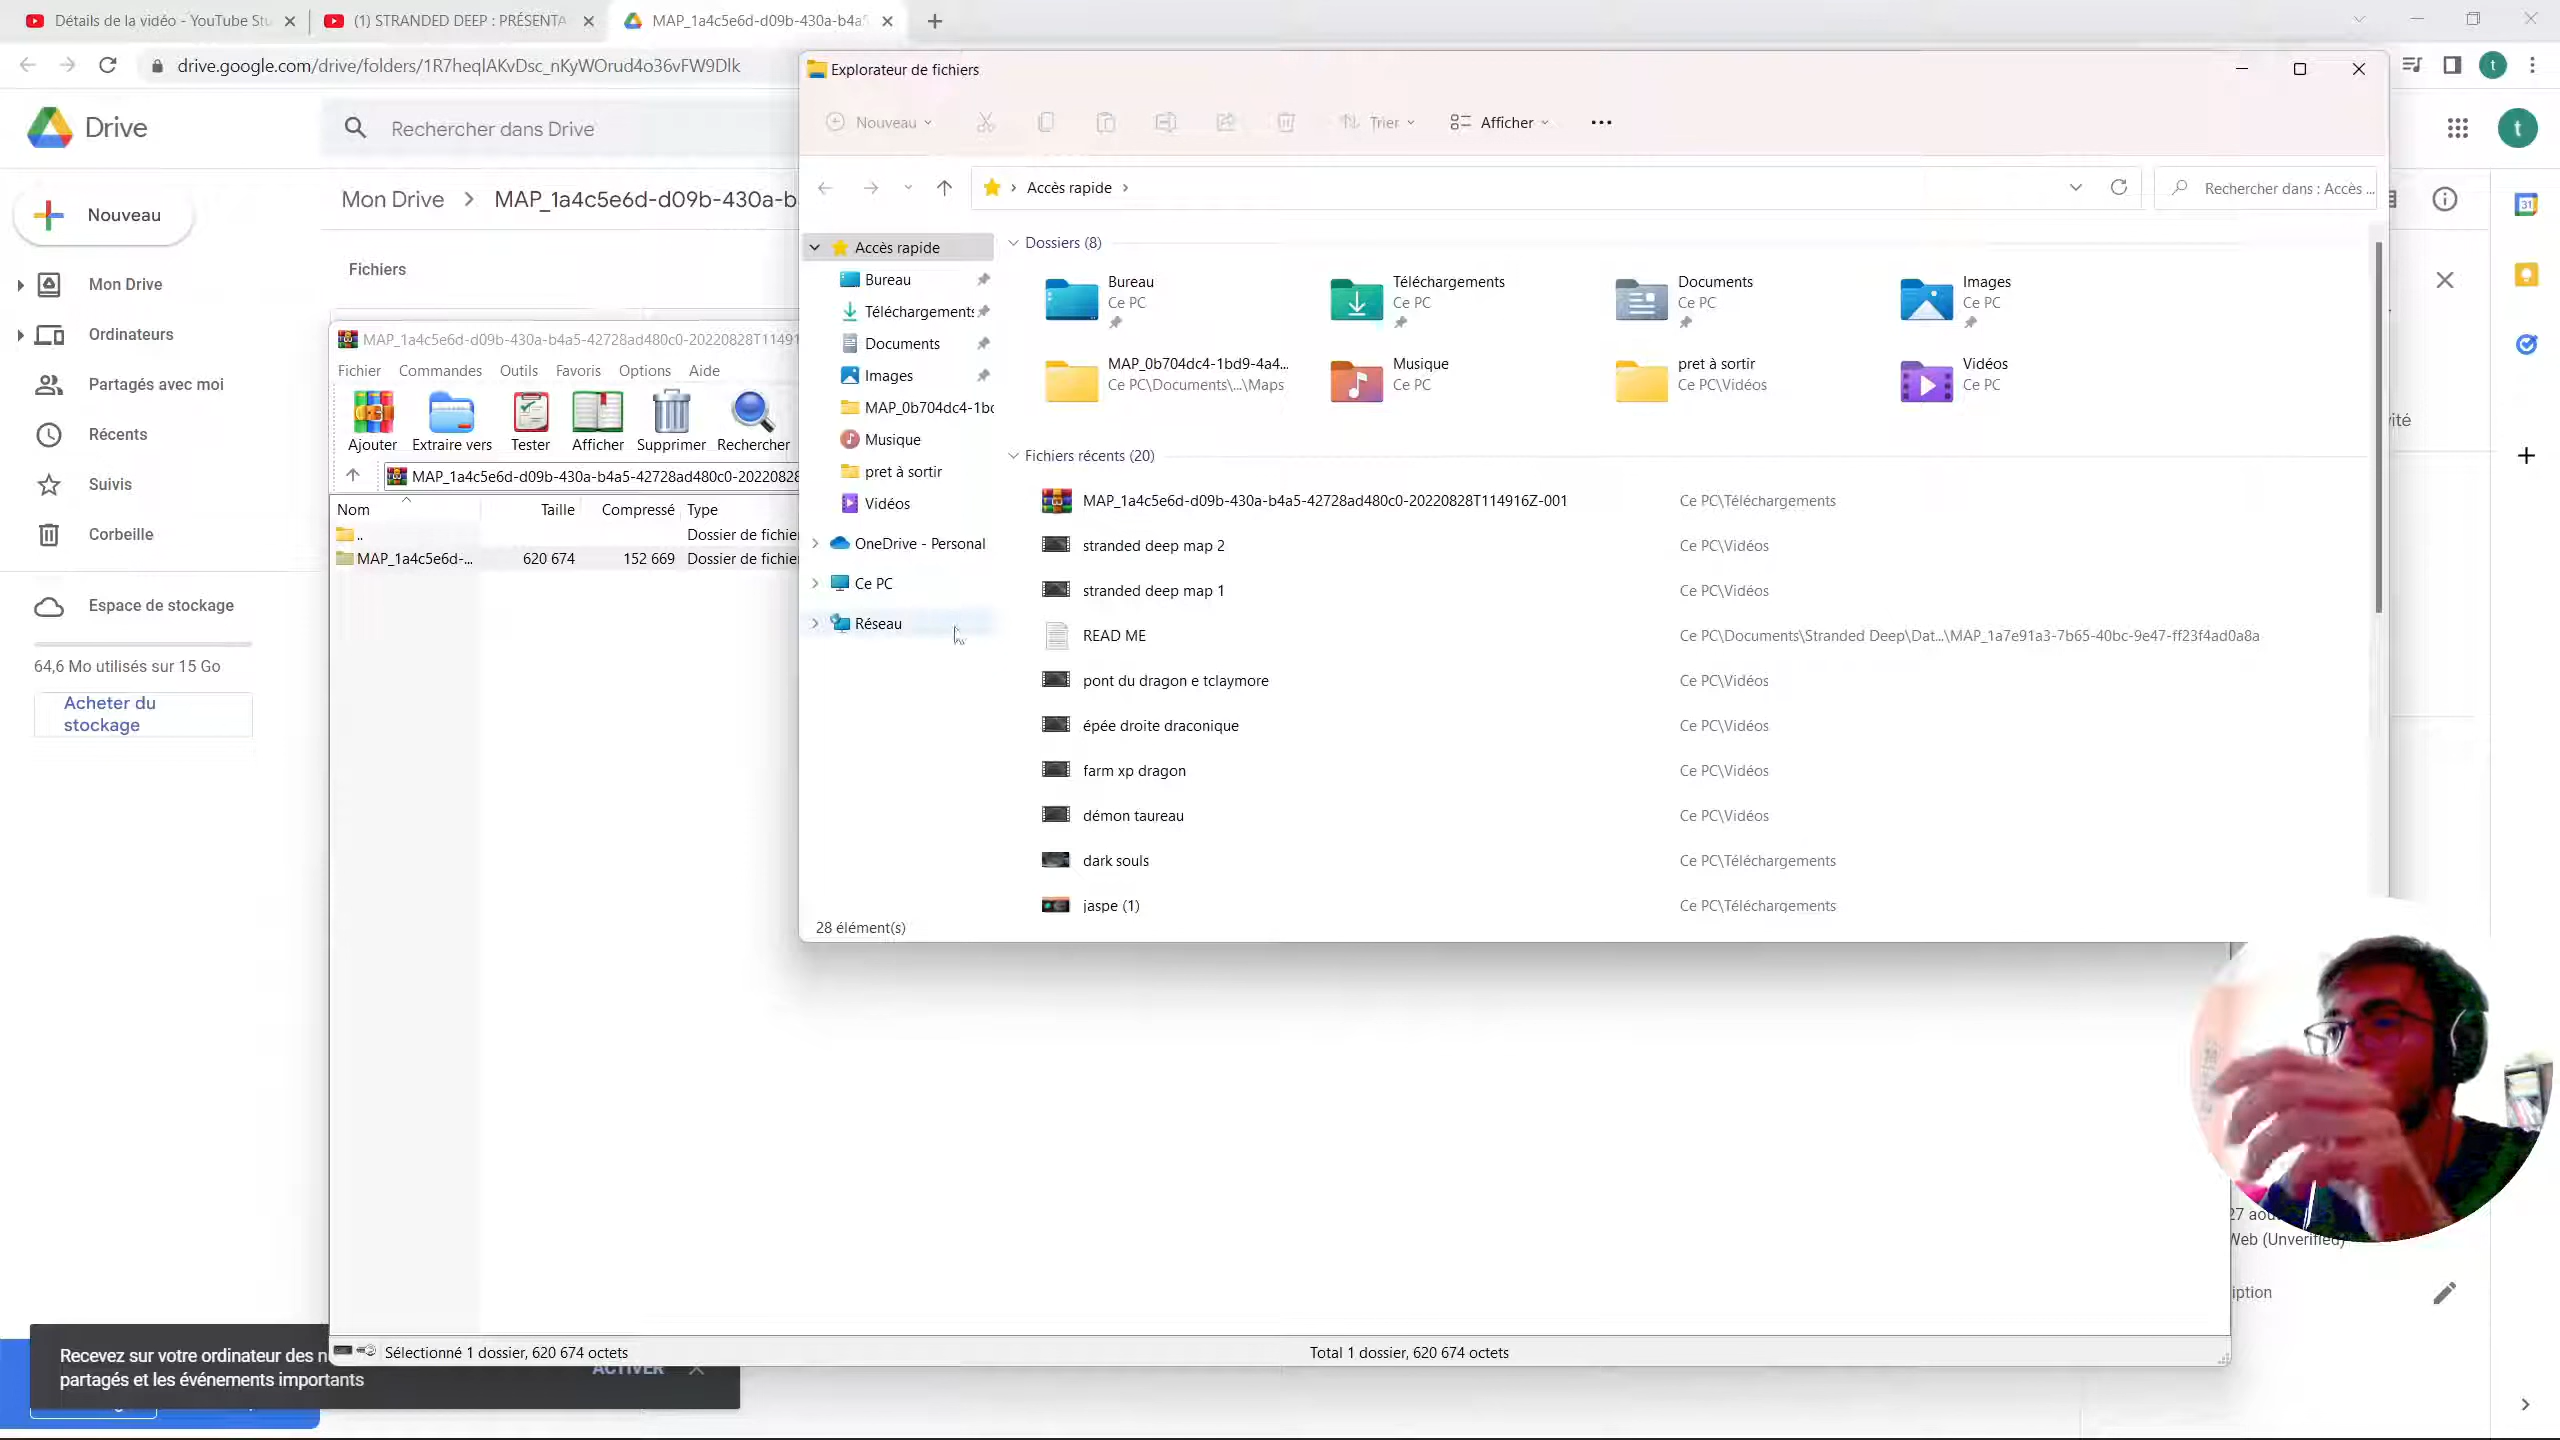 Détails de la vidéo - YouTube Stu
(1) STRANDED DEEP : PRÉSENTA
MAP_1a4c5e6d-d09b-430a-b4a5
drive.google.com/drive/folders/1R7heqlAKvDsc_nKyWOrud4o36vFW9Dlk
t
Drive
Rechercher dans Drive
t
Mon Drive
MAP_1a4c5e6d-d09b-430a-b
Nouveau
Mon Drive
Ordinateurs
Partagés avec moi
Récents
Suivis
Corbeille
Espace de stockage
64,6 Mo utilisés sur 15 Go
Acheter du
stockage
Fichiers
MAP_1a4c5e6d-d09b-430a-b4a5-42728ad480c0-20220828T11491
Fichier Commandes Outils Favoris Options Aide
Ajouter Extraire vers Tester Afficher Supprimer Rechercher
MAP_1a4c5e6d-d09b-430a-b4a5-42728ad480c0-20220828
Nom Taille Compressé Type
.. Dossier de fichie
MAP_1a4c5e6d-... 620 674 152 669 Dossier de fichie
Sélectionné 1 dossier, 620 674 octets
Total 1 dossier, 620 674 octets
Explorateur de fichiers
Nouveau
Trier
Afficher
Accès rapide
Rechercher dans : Accès ...
Accès rapide
Bureau
Téléchargements
Documents
Images
MAP_0b704dc4-1bc
Musique
pret à sortir
Vidéos
OneDrive - Personal
Ce PC
Réseau
Dossiers (8)
Bureau
Ce PC
Téléchargements
Ce PC
Documents
Ce PC
Images
Ce PC
MAP_0b704dc4-1bd9-4a4...
Ce PC\Documents\...\Maps
Musique
Ce PC
pret à sortir
Ce PC\Vidéos
Vidéos
Ce PC
Fichiers récents (20)
MAP_1a4c5e6d-d09b-430a-b4a5-42728ad480c0-20220828T114916Z-001 Ce PC\Téléchargements
stranded deep map 2 Ce PC\Vidéos
stranded deep map 1 Ce PC\Vidéos
READ ME Ce PC\Documents\Stranded Deep\Dat...\MAP_1a7e91a3-7b65-40bc-9e47-ff23f4ad0a8a
pont du dragon e tclaymore Ce PC\Vidéos
épée droite draconique Ce PC\Vidéos
farm xp dragon Ce PC\Vidéos
démon taureau Ce PC\Vidéos
dark souls Ce PC\Téléchargements
jaspe (1) Ce PC\Téléchargements
28 élément(s)
31
vité
27 aoû
Web (Unverified)
iption
Recevez sur votre ordinateur des n
partagés et les événements importants
ACTIVER